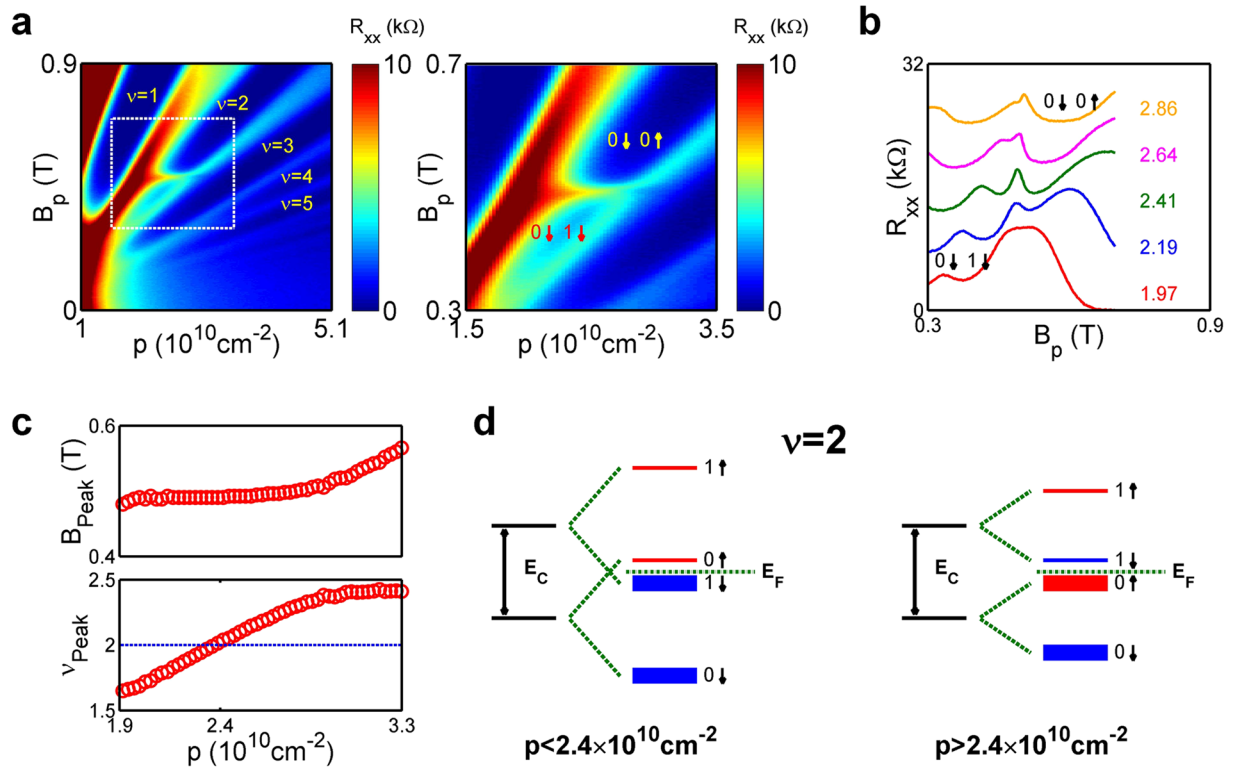 a
R_xx (kΩ)
R_xx (kΩ)
0.9
B_p (T)
0
ν=1
ν=2
ν=3
ν=4
ν=5
10
0
1
5.1
p (10^10cm^-2)
0.7
B_p (T)
0.3
0↓ 0↑
0↓ 1↓
10
0
1.5
3.5
p (10^10cm^-2)
b
32
R_xx (kΩ)
0
0↓ 0↑
2.86
2.64
2.41
2.19
0↓ 1↓
1.97
0.3
0.9
B_p (T)
c
0.6
B_Peak (T)
0.4
2.5
ν_Peak
2
1.5
1.9
2.4
3.3
p (10^10cm^-2)
d
ν=2
1↑
E_C
0↑
1↓
E_F
0↓
p<2.4×10^10cm^-2
1↑
E_C
1↓
0↑
E_F
0↓
p>2.4×10^10cm^-2